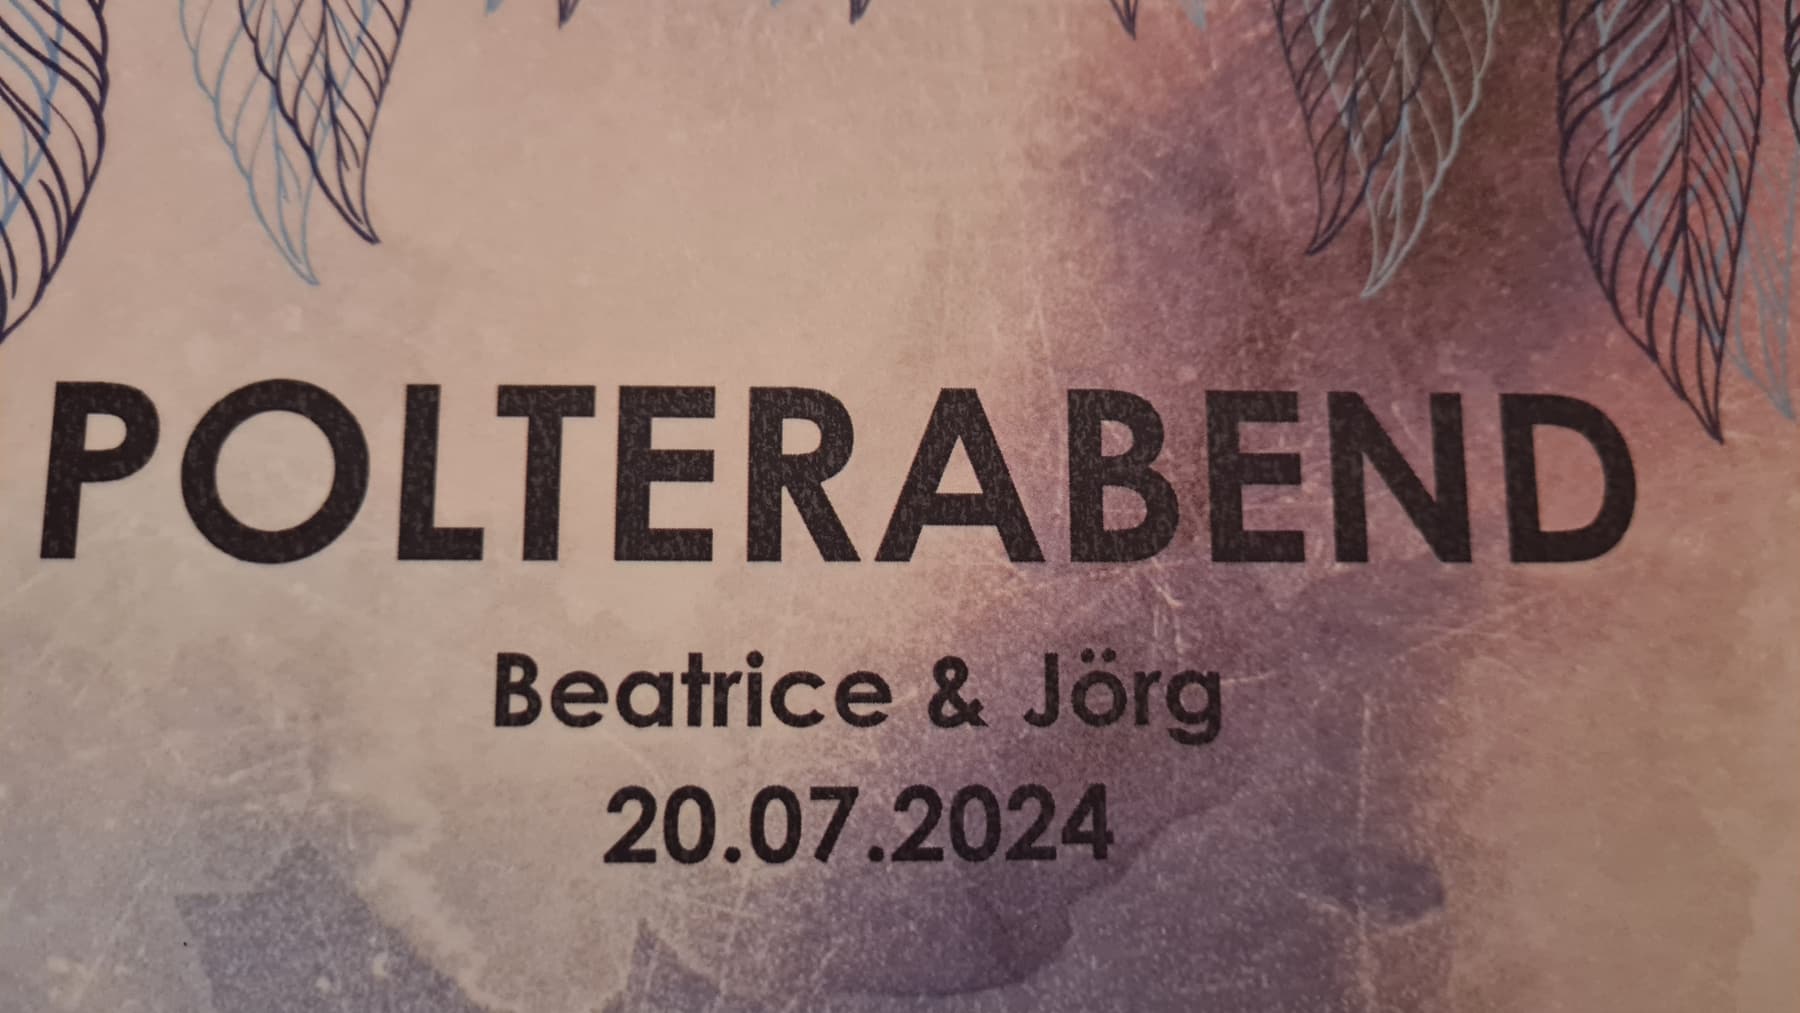 POLTERABEND
Beatrice & Jörg
20.07.2024